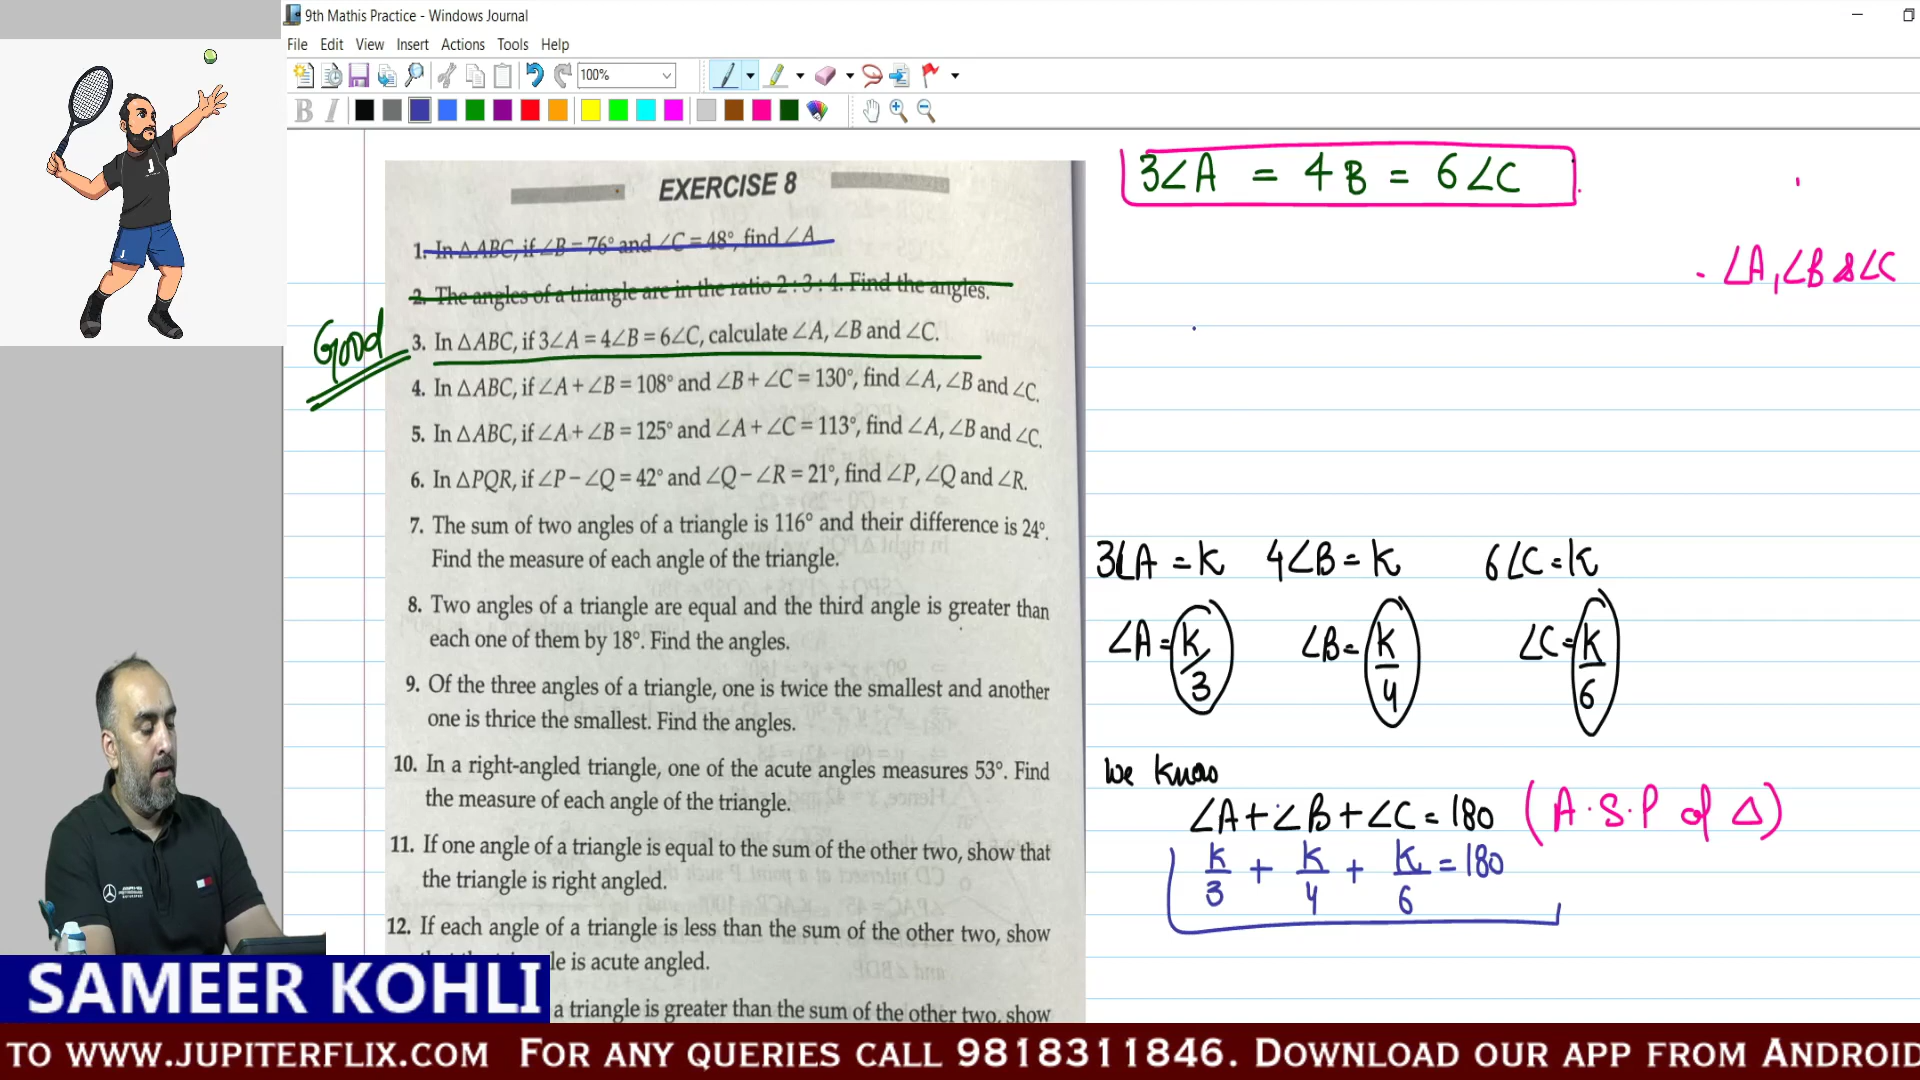 9th Mathis Practice - Windows Journal
File Edit View Insert Actions Tools Help
100%
EXERCISE 8
1. In △ABC, if ∠B = 76° and ∠C = 48°, find ∠A
2. The angles of a triangle are in the ratio 2 : 3 : 4. Find the angles.
Good
3. In △ABC, if 3∠A = 4∠B = 6∠C, calculate ∠A, ∠B and ∠C.
4. In △ABC, if ∠A + ∠B = 108° and ∠B + ∠C = 130°, find ∠A, ∠B and ∠C.
5. In △ABC, if ∠A + ∠B = 125° and ∠A + ∠C = 113°, find ∠A, ∠B and ∠C.
6. In △PQR, if ∠P − ∠Q = 42° and ∠Q − ∠R = 21°, find ∠P, ∠Q and ∠R.
7. The sum of two angles of a triangle is 116° and their difference is 24°.
Find the measure of each angle of the triangle.
8. Two angles of a triangle are equal and the third angle is greater than
each one of them by 18°. Find the angles.
9. Of the three angles of a triangle, one is twice the smallest and another
one is thrice the smallest. Find the angles.
10. In a right-angled triangle, one of the acute angles measures 53°. Find
the measure of each angle of the triangle.
11. If one angle of a triangle is equal to the sum of the other two, show that
the triangle is right angled.
12. If each angle of a triangle is less than the sum of the other two, show
le is acute angled.
a triangle is greater than the sum of the other two, show
3∠A = 4B = 6∠C
∠A, ∠B & ∠C
3∠A = K 4∠B = K 6∠C = K
∠A = K/3 ∠B = K/4 ∠C = K/6
We know
∠A + ∠B + ∠C = 180 (A.S.P of △)
K/3 + K/4 + K/6 = 180
SAMEER KOHLI
TO WWW.JUPITERFLIX.COM FOR ANY QUERIES CALL 9818311846. DOWNLOAD OUR APP FROM ANDROID